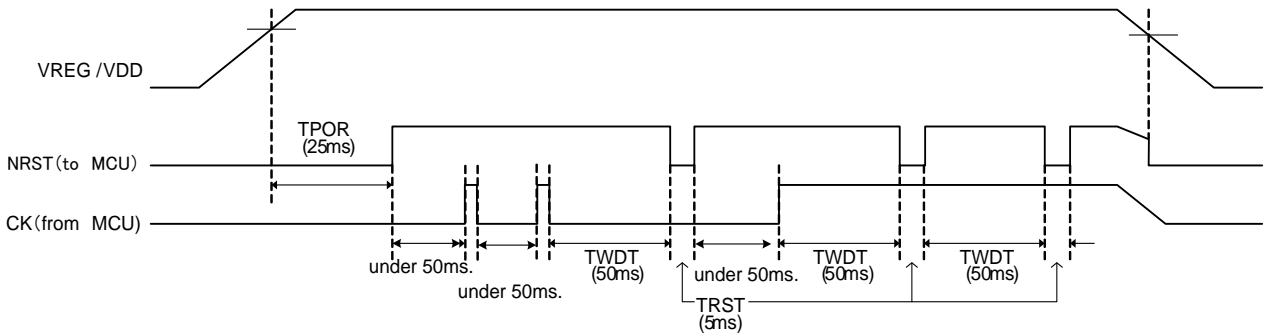 VREG /VDD
TPOR
(25ms)
NRST(to MCU)
CK(from MCU)
under 50ms.
under 50ms.
TWDT
(50ms)
under 50ms.
TWDT
(50ms)
TWDT
(50ms)
TRST
(5ms)